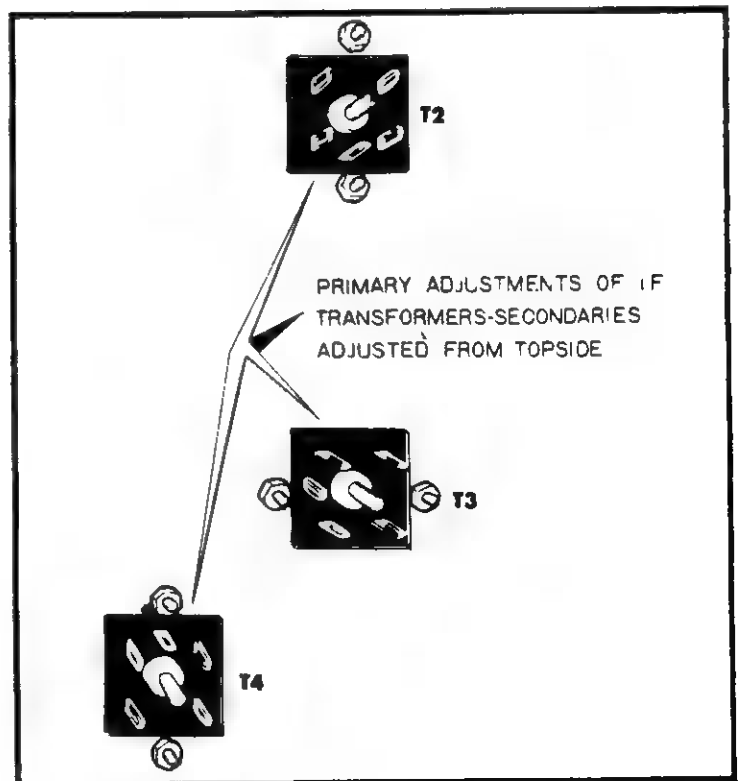 T2
PRIMARY ADJUSTMENTS OF IF
TRANSFORMERS-SECONDARIES
ADJUSTED FROM TOPSIDE
T3
T4